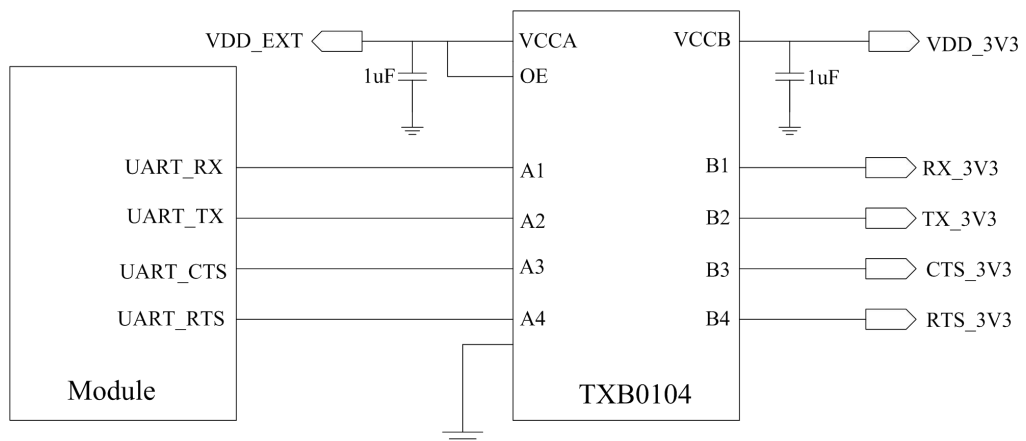 VDD_EXT VCCA VCCB VDD_3V3
1uF OE 1uF
UART_RX A1 B1 RX_3V3
UART_TX A2 B2 TX_3V3
UART_CTS A3 B3 CTS_3V3
UART_RTS A4 B4 RTS_3V3
Module TXB0104